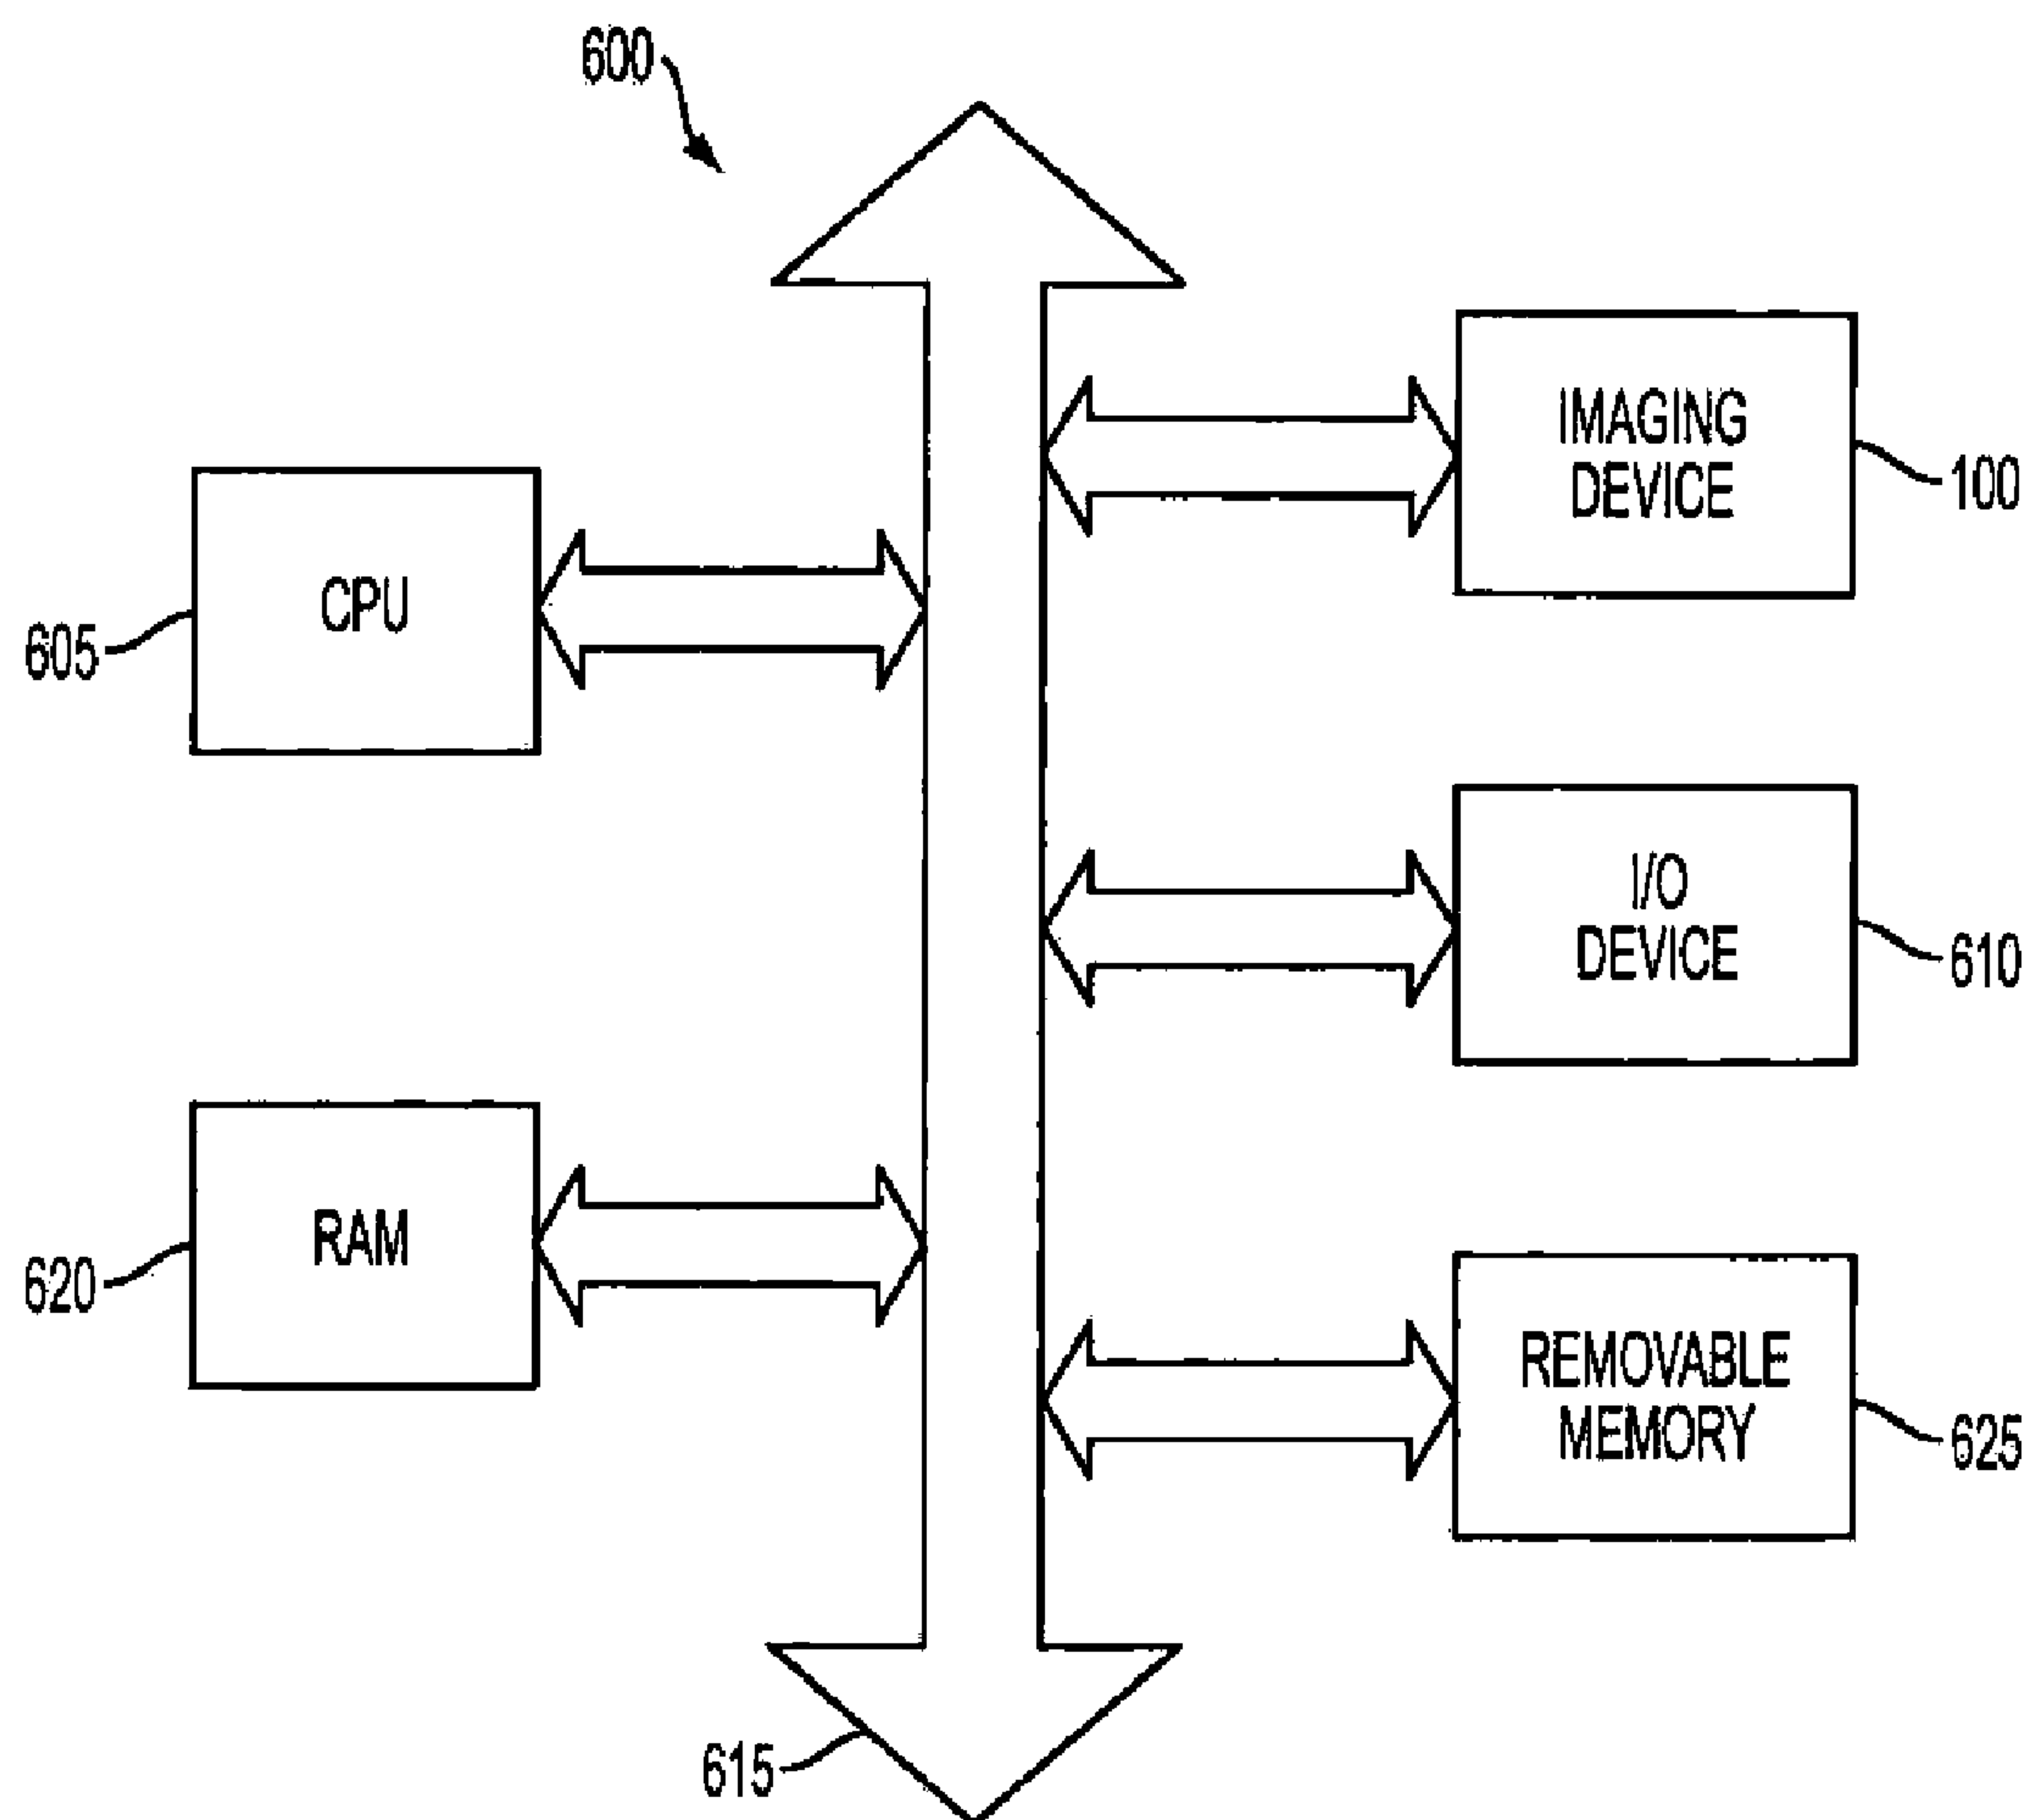 600
IMAGING
DEVICE
100
CPU
605
I/O
DEVICE
610
RAM
620
REMOVABLE
MEMORY
625
615